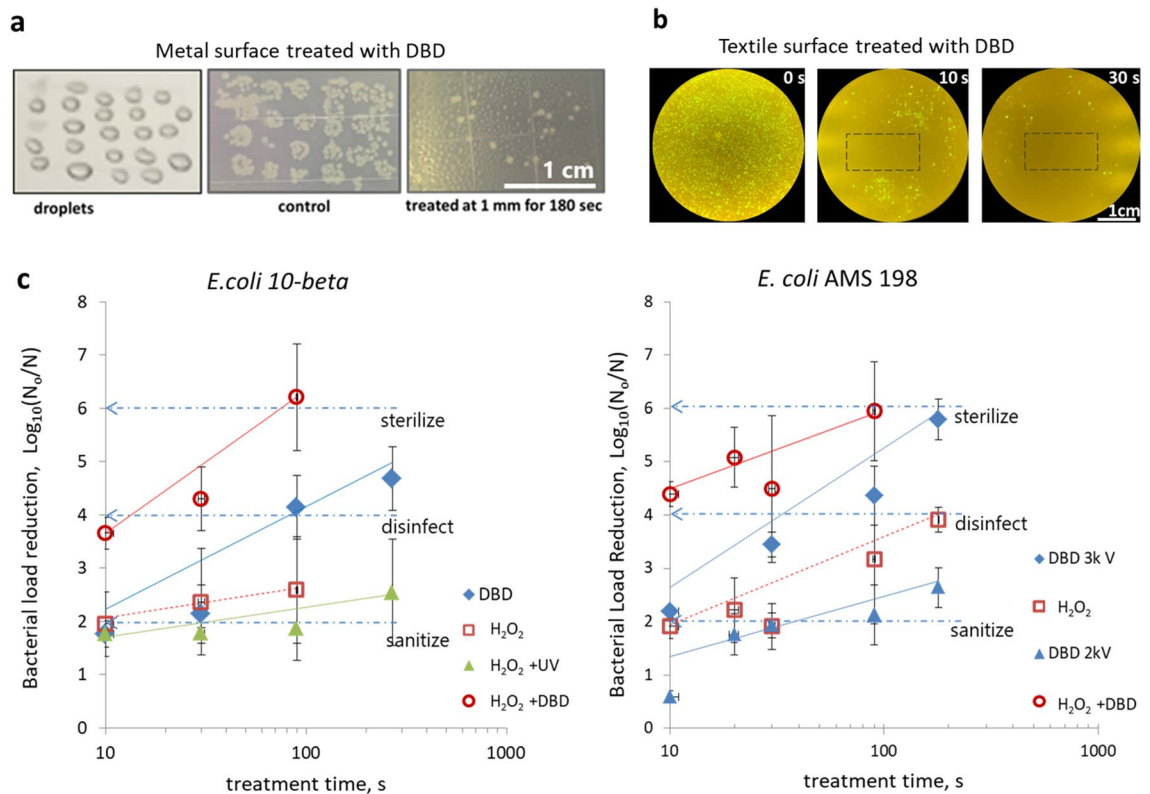 a
Metal surface treated with DBD
droplets
control
treated at 1 mm for 180 sec
1 cm
b
Textile surface treated with DBD
0 s
10 s
30 s
1cm
c
E.coli 10-beta
Bacterial load reduction, Log10(No/N)
8
7
6
5
4
3
2
1
0
10
100
1000
treatment time, s
sterilize
disinfect
sanitize
DBD
H2O2
H2O2 +UV
H2O2 +DBD
E. coli AMS 198
Bacterial Load Reduction, Log10(No/N)
8
7
6
5
4
3
2
1
0
10
100
1000
treatment time, s
sterilize
disinfect
sanitize
DBD 3k V
H2O2
DBD 2kV
H2O2 +DBD